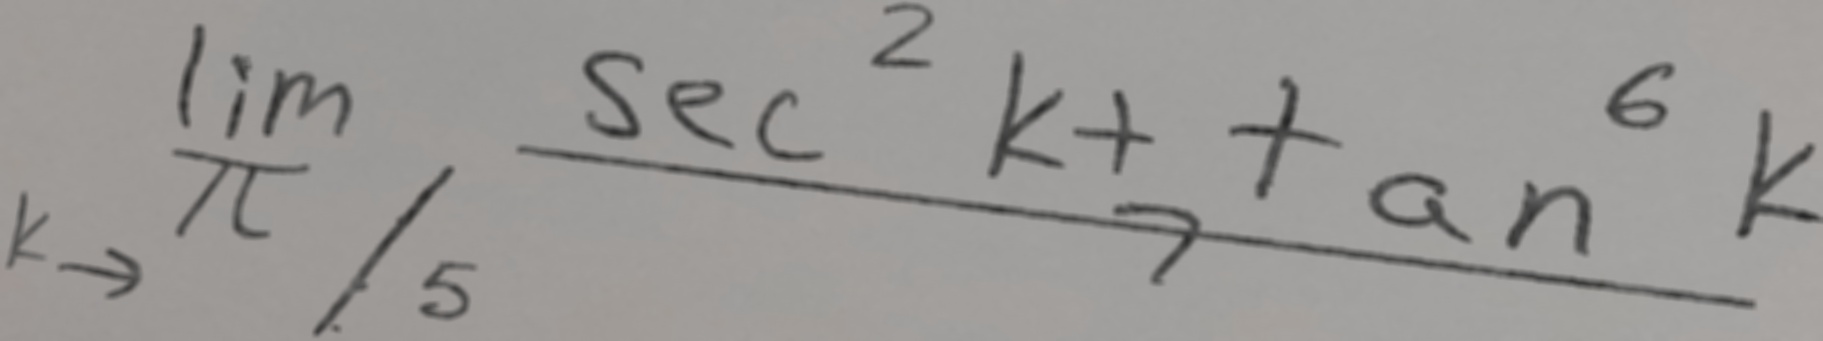 lim k→π/5 (sec² k + tan⁶ k)/7